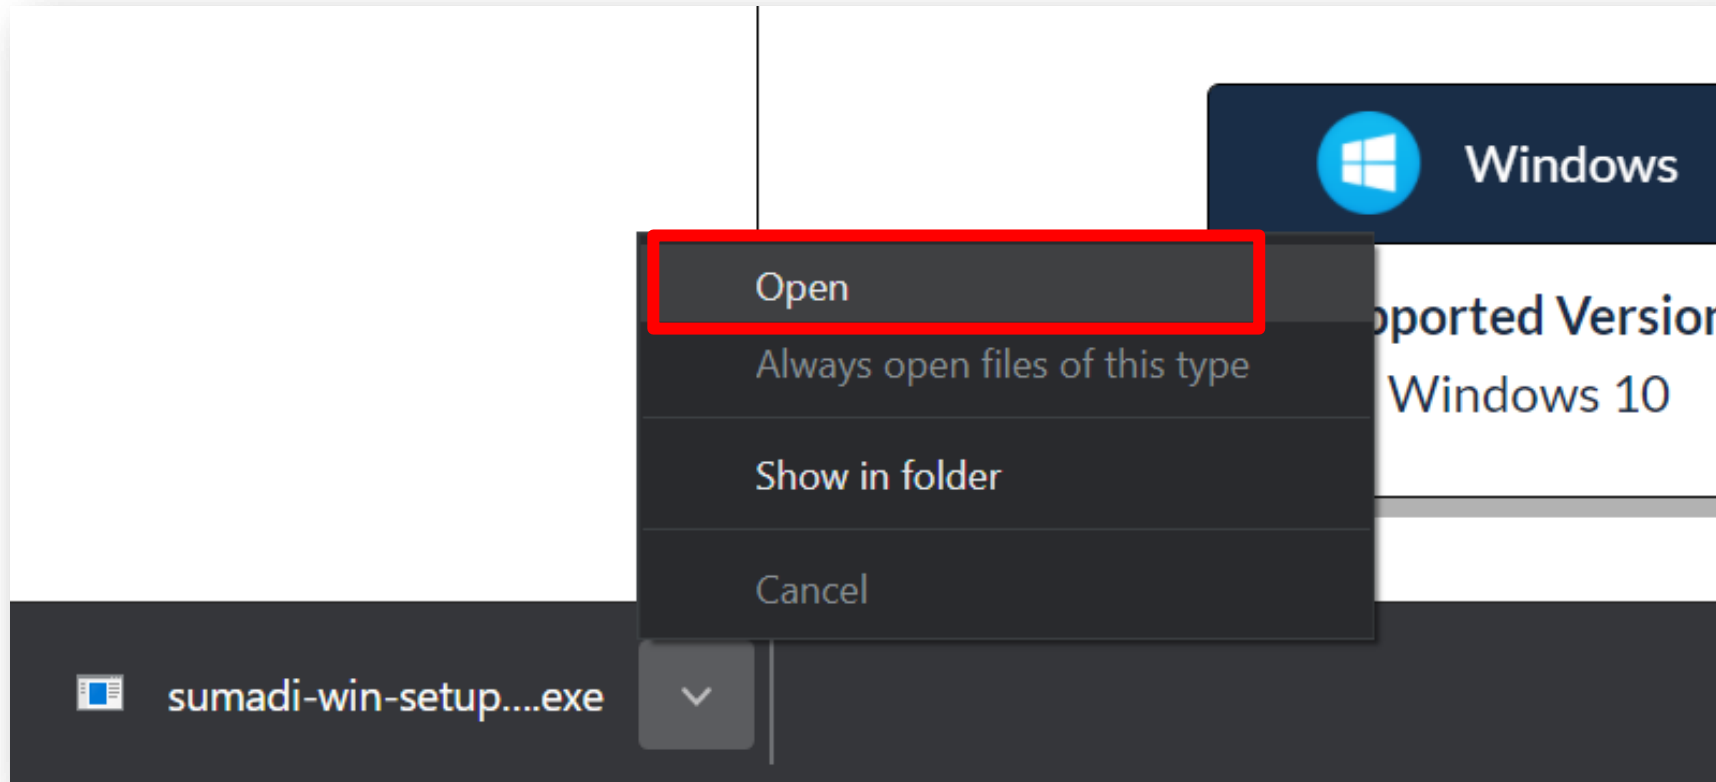 Windows
Open
pported Version
Always open files of this type
Windows 10
Show in folder
Cancel
sumadi-win-setup....exe